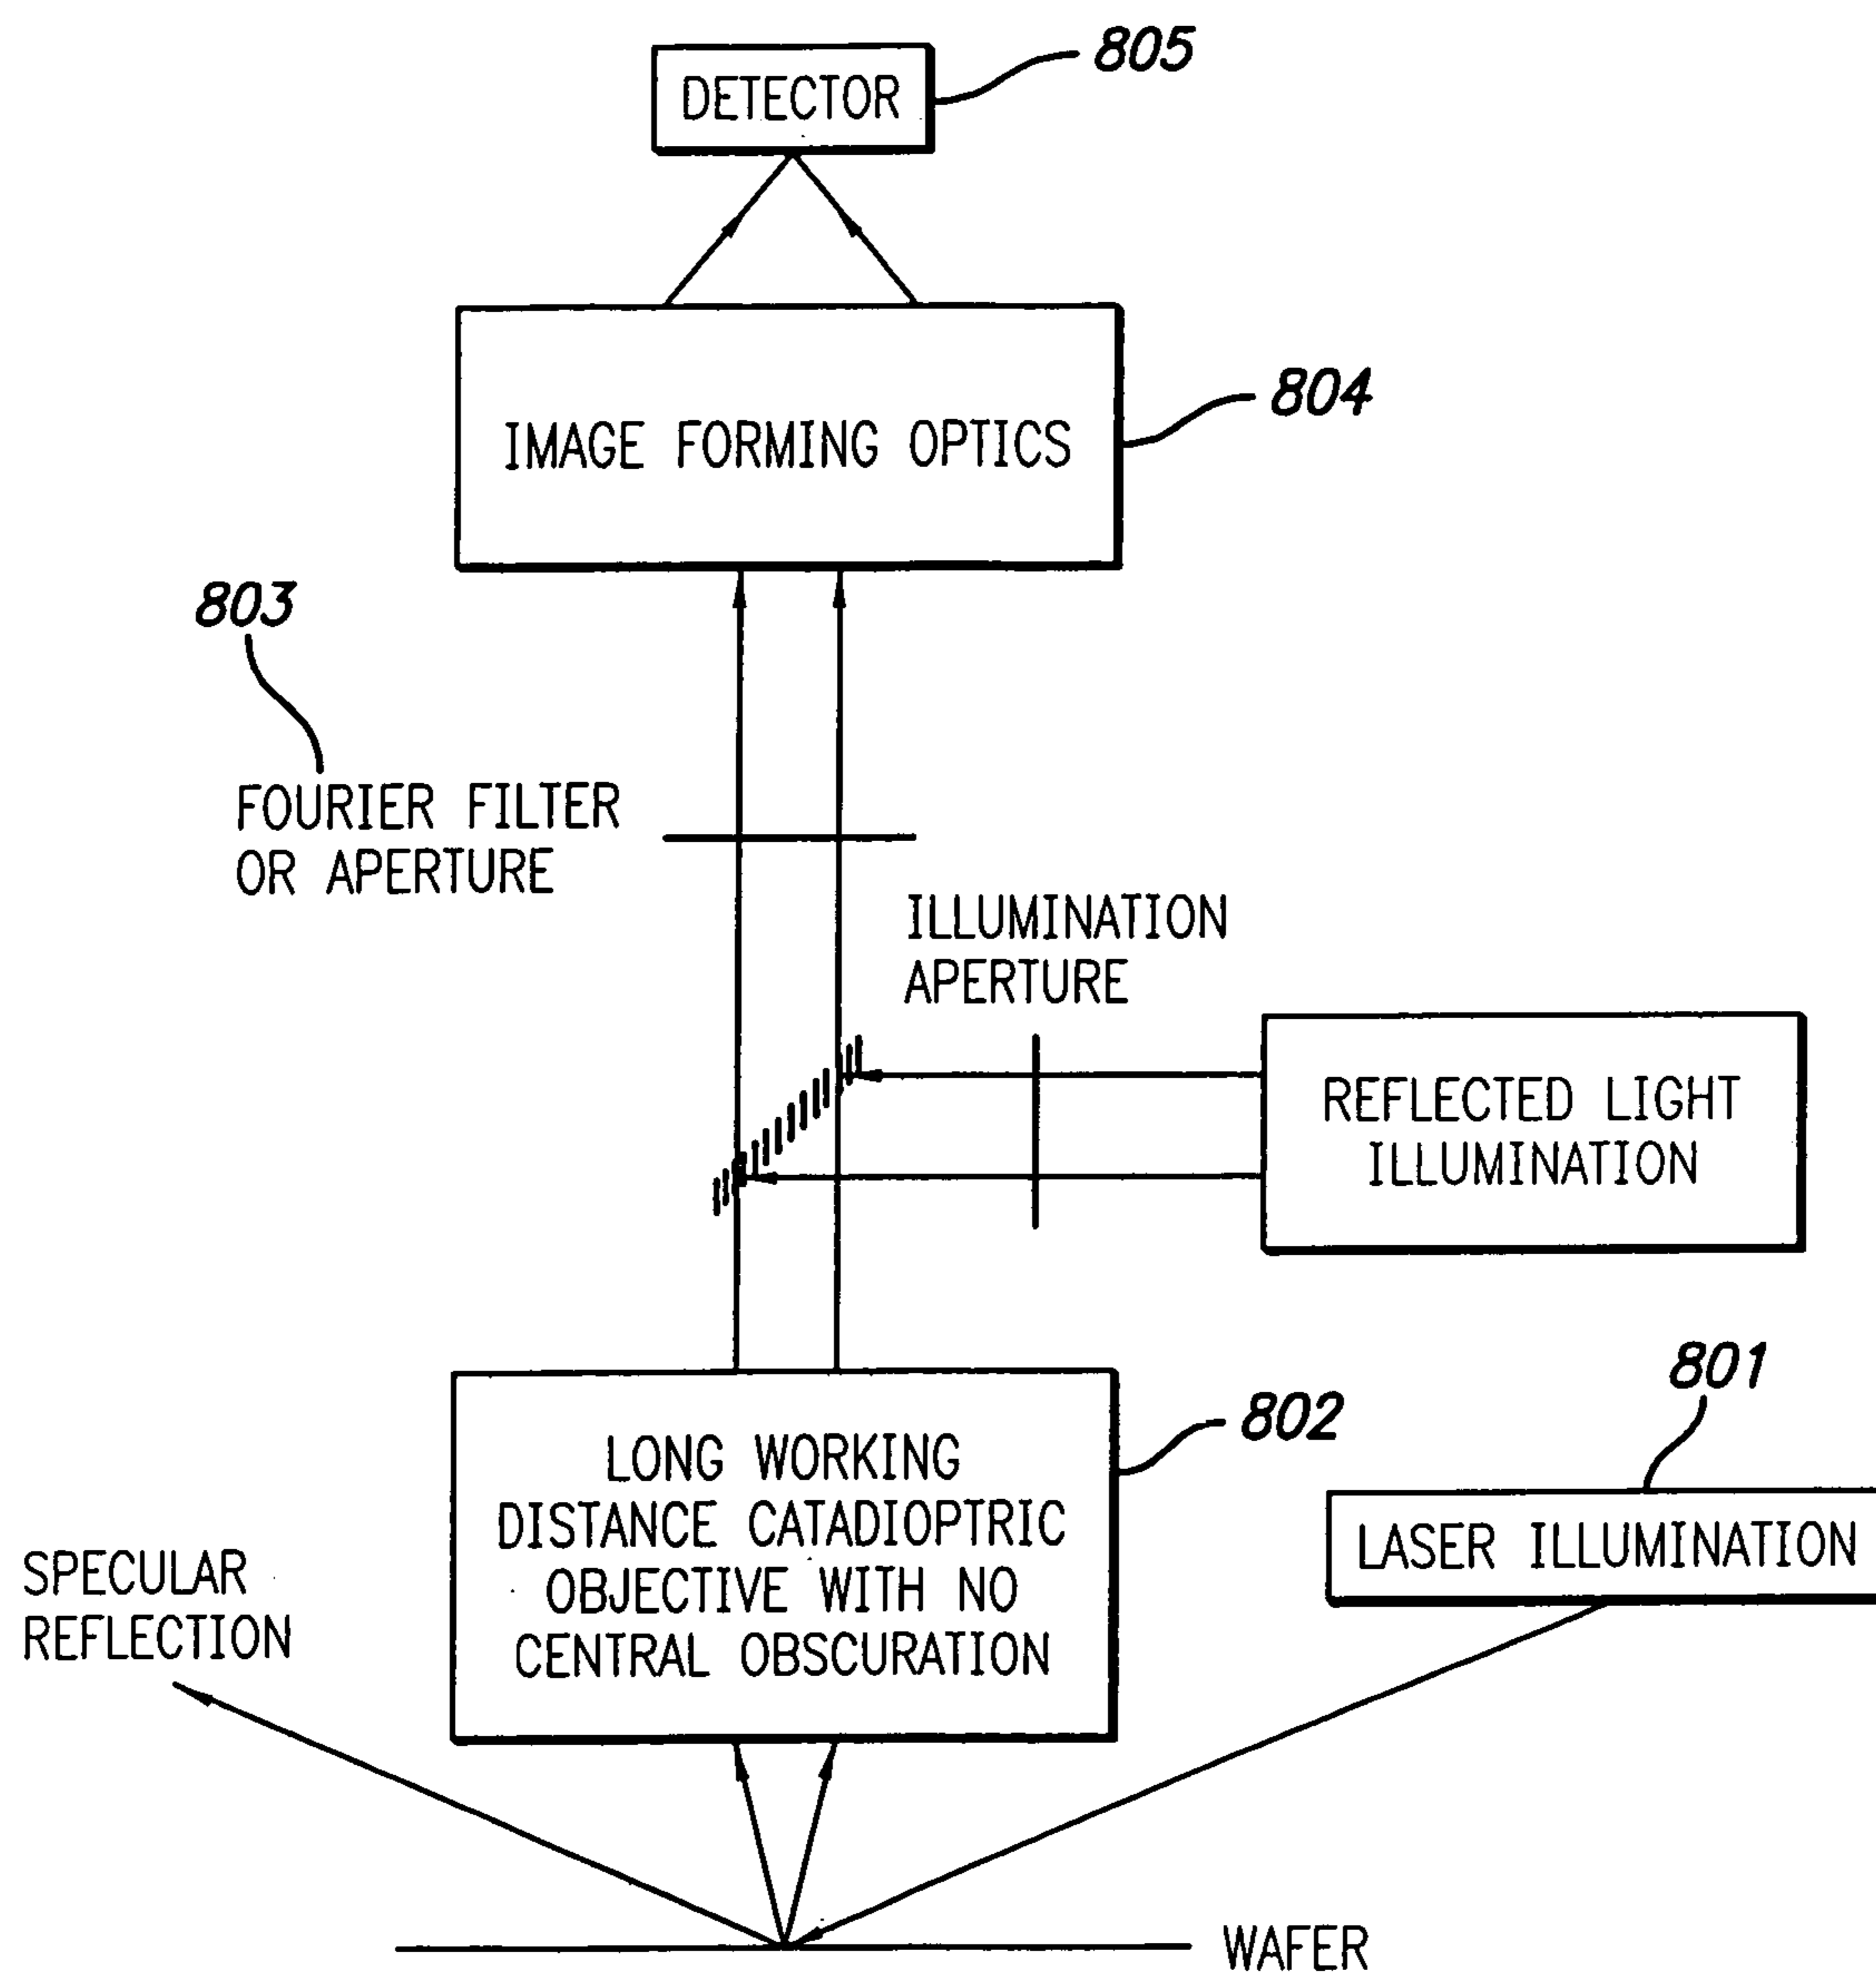 805
DETECTOR
804
IMAGE FORMING OPTICS
803
FOURIER FILTER
OR APERTURE
ILLUMINATION
APERTURE
REFLECTED LIGHT
ILLUMINATION
801
802
LONG WORKING
DISTANCE CATADIOPTRIC
OBJECTIVE WITH NO
CENTRAL OBSCURATION
LASER ILLUMINATION
SPECULAR
REFLECTION
WAFER